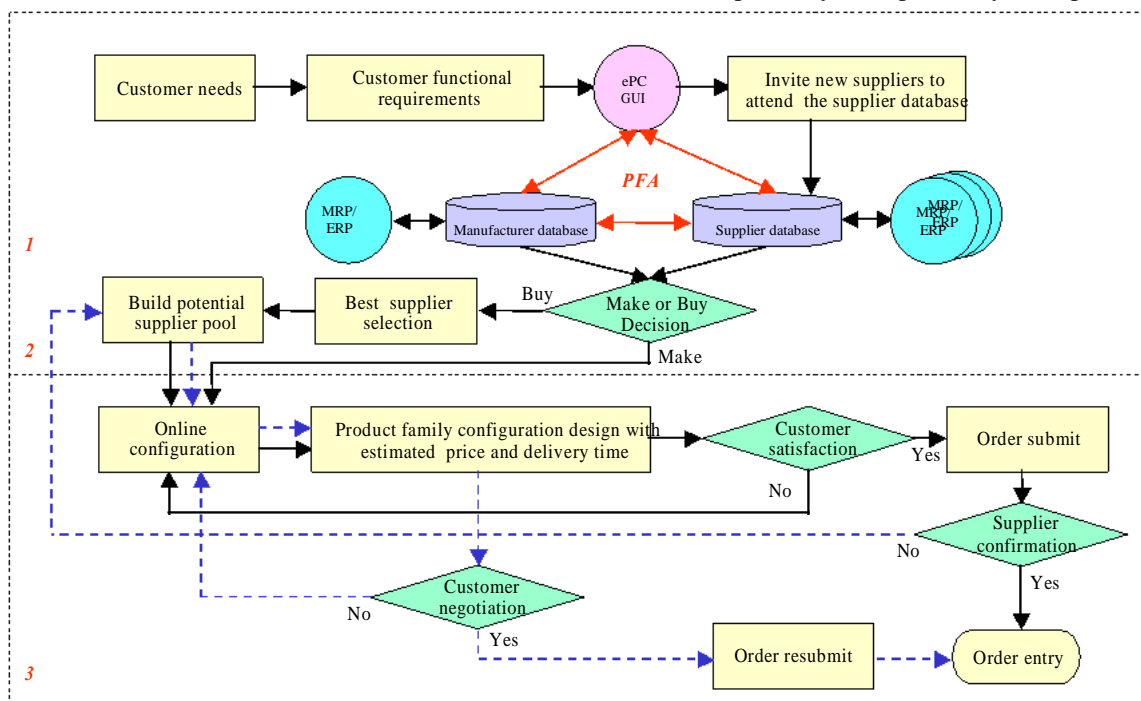 Customer needs
Customer functional
requirements
ePC
GUI
Invite new suppliers to
attend the supplier database
PFA
MRP/
ERP
Manufacturer database
Supplier database
MRP/
ERP
MRP/
ERP
1
Build potential
supplier pool
Best supplier
selection
Buy
Make or Buy
Decision
Make
2
Online
configuration
Product family configuration design with
estimated price and delivery time
Customer
satisfaction
Yes
Order submit
No
Supplier
confirmation
No
Yes
Customer
negotiation
No
Yes
Order resubmit
Order entry
3